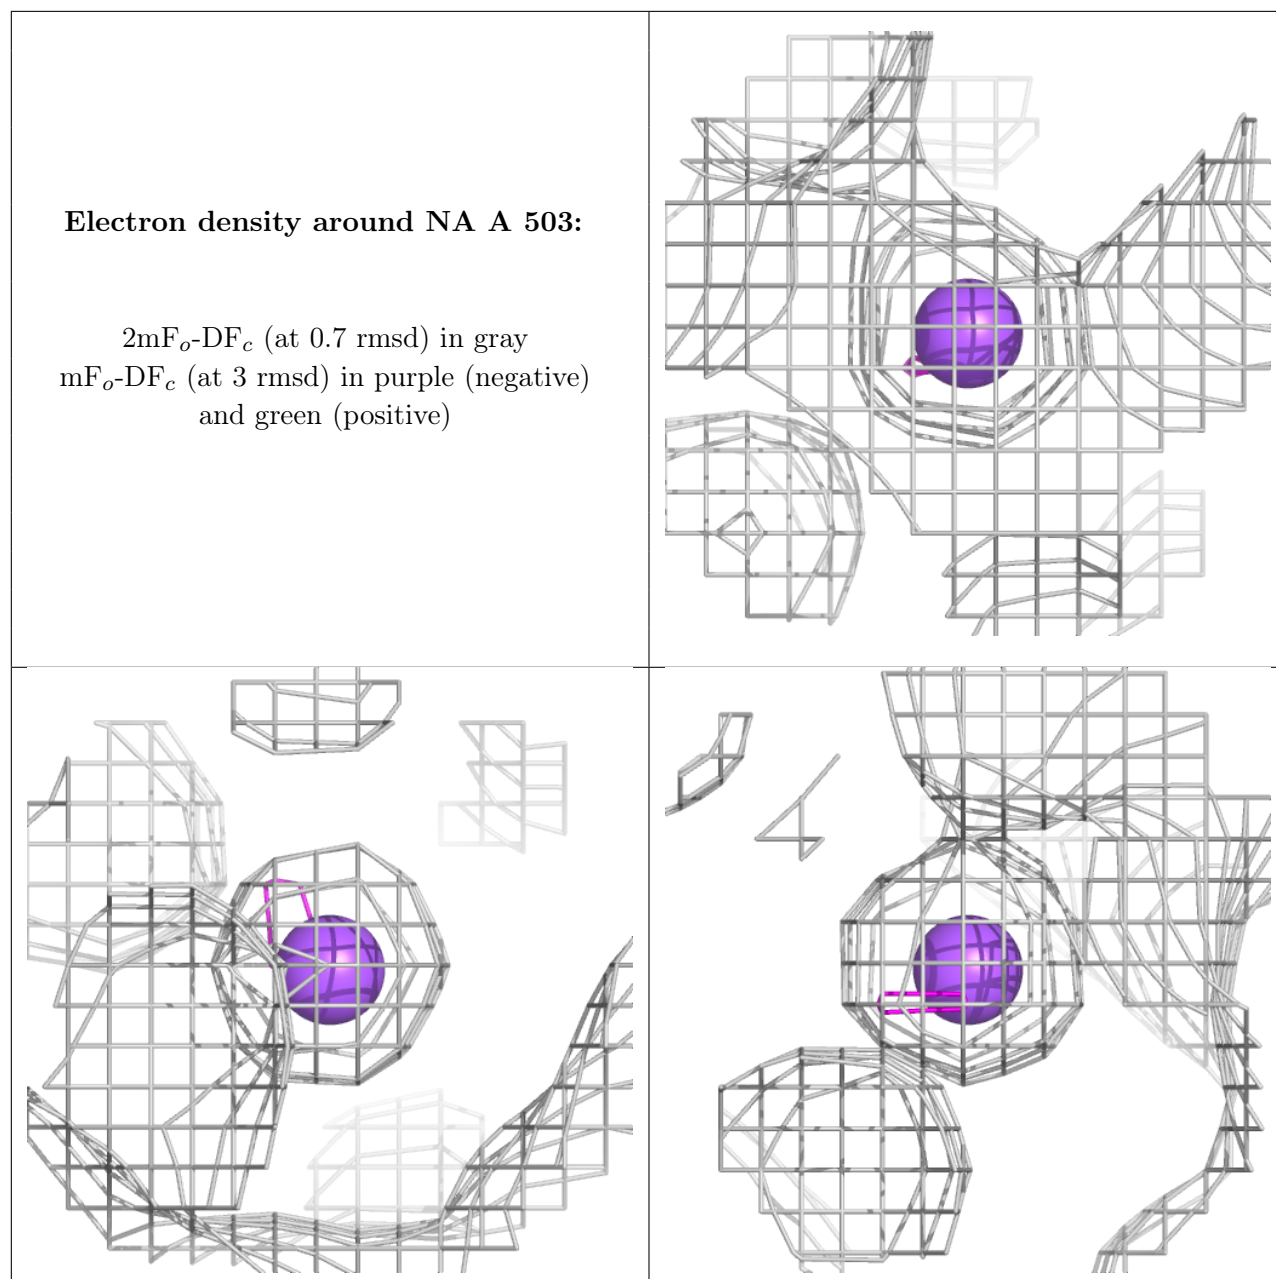 Electron density around NA A 503:
2mFo-DFc (at 0.7 rmsd) in gray
mFo-DFc (at 3 rmsd) in purple (negative)
and green (positive)